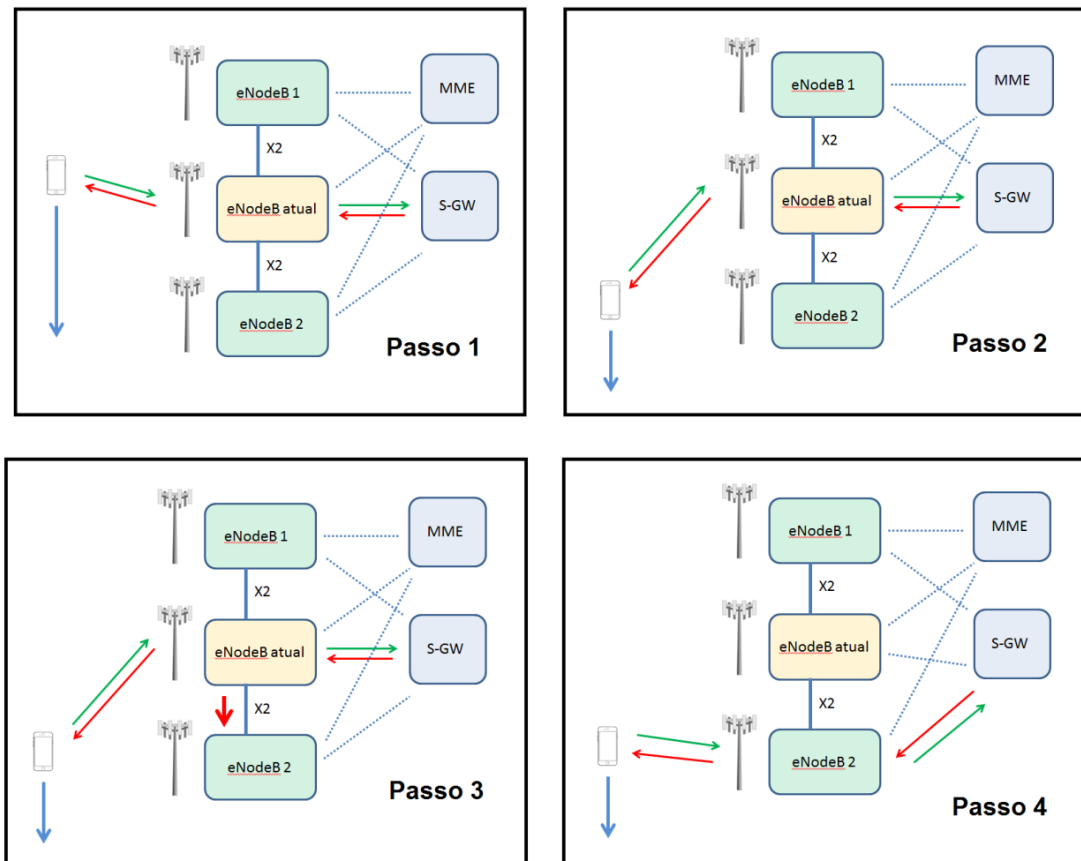 eNodeB 1
MME
X2
eNodeB atual
S-GW
X2
eNodeB 2
Passo 1
eNodeB 1
MME
X2
eNodeB atual
S-GW
X2
eNodeB 2
Passo 2
eNodeB 1
MME
X2
eNodeB atual
S-GW
X2
eNodeB 2
Passo 3
eNodeB 1
MME
X2
eNodeB atual
S-GW
X2
eNodeB 2
Passo 4